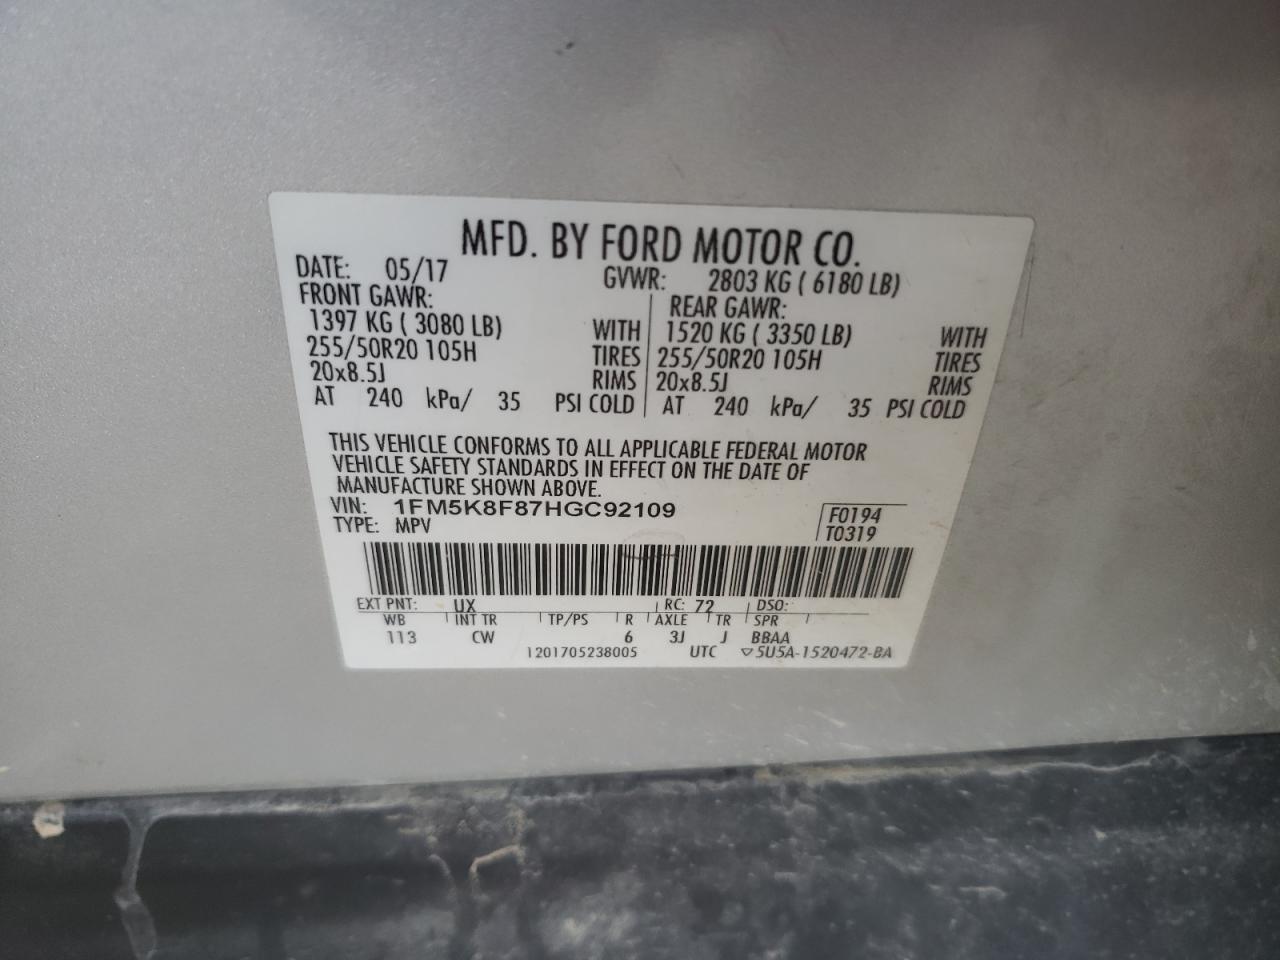 MFD. BY FORD MOTOR CO.
DATE: 05/17 GVWR: 2803 KG ( 6180 LB)
FRONT GAWR: REAR GAWR:
1397 KG ( 3080 LB) WITH 1520 KG ( 3350 LB) WITH
255/50R20 105H TIRES 255/50R20 105H TIRES
20x8.5J RIMS 20x8.5J RIMS
AT 240 kPa/ 35 PSI COLD AT 240 kPa/ 35 PSI COLD
THIS VEHICLE CONFORMS TO ALL APPLICABLE FEDERAL MOTOR
VEHICLE SAFETY STANDARDS IN EFFECT ON THE DATE OF
MANUFACTURE SHOWN ABOVE.
VIN: 1FM5K8F87HGC92109 F0194
TYPE: MPV T0319
EXT PNT: UX RC: 72 DSO:
WB INT TR TP/PS R AXLE TR SPR
113 CW 6 3J J BBAA
1201705238005 UTC ▽5U5A-1520472-BA